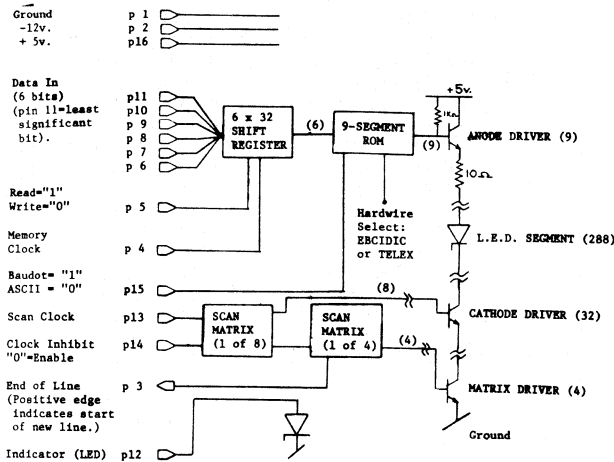 Ground p 1
-12v. p 2
+ 5v. p16
Data In
(6 bits)
(pin 11=least
significant
bit).
p11
p10
p 9
p 8
p 7
p 6
6 x 32
SHIFT
REGISTER
(6)
9-SEGMENT
ROM
(9)
+5v.
1KΩ
ANODE DRIVER (9)
10Ω
Read="1"
Write="0" p 5
Hardwire
Select:
EBCIDIC
or TELEX
Memory
Clock p 4
L.E.D. SEGMENT (288)
Baudot= "1"
ASCII = "0" p15
(8)
Scan Clock p13
SCAN
MATRIX
(1 of 8)
SCAN
MATRIX
(1 of 4)
CATHODE DRIVER (32)
Clock Inhibit p14
"0"=Enable
(4)
End of Line p 3
(Positive edge
indicates start
of new line.)
MATRIX DRIVER (4)
Ground
Indicator (LED) p12